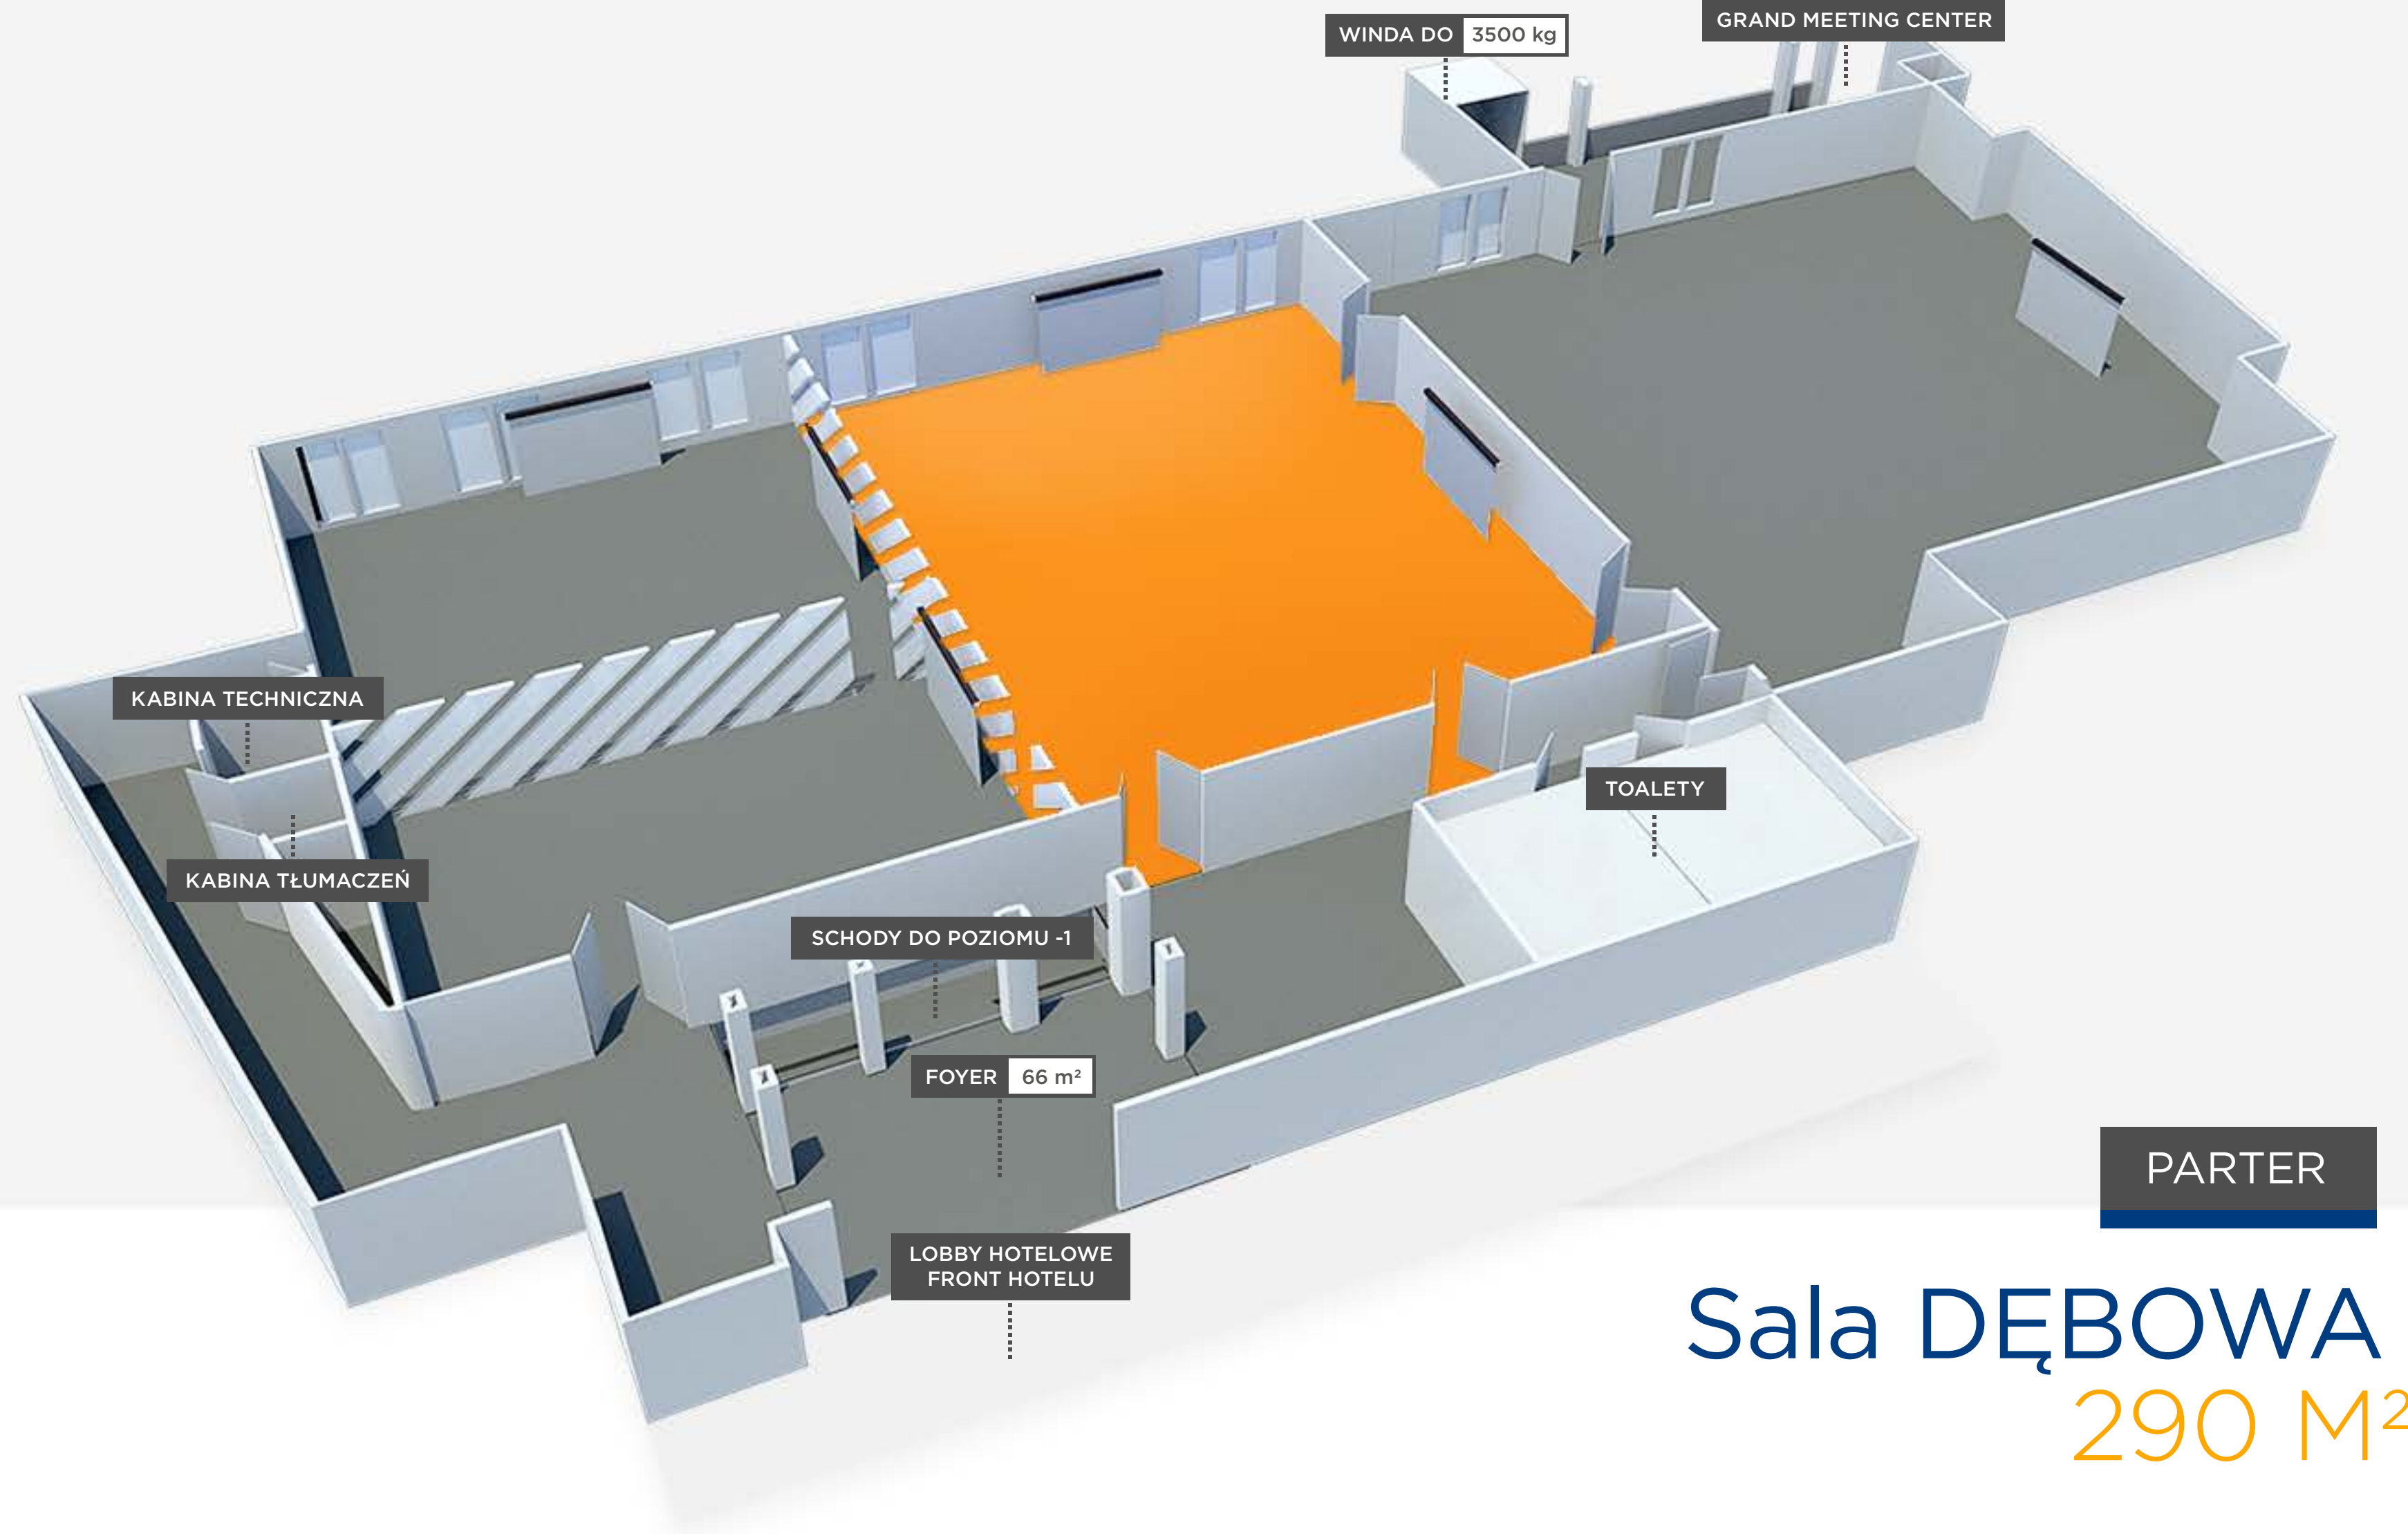 WINDA DO 3500 kg
GRAND MEETING CENTER
KABINA TECHNICZNA
TOALETY
KABINA TŁUMACZEŃ
SCHODY DO POZIOMU -1
FOYER 66 m²
LOBBY HOTELOWE
FRONT HOTELU
PARTER
Sala DĘBOWA
290 M²